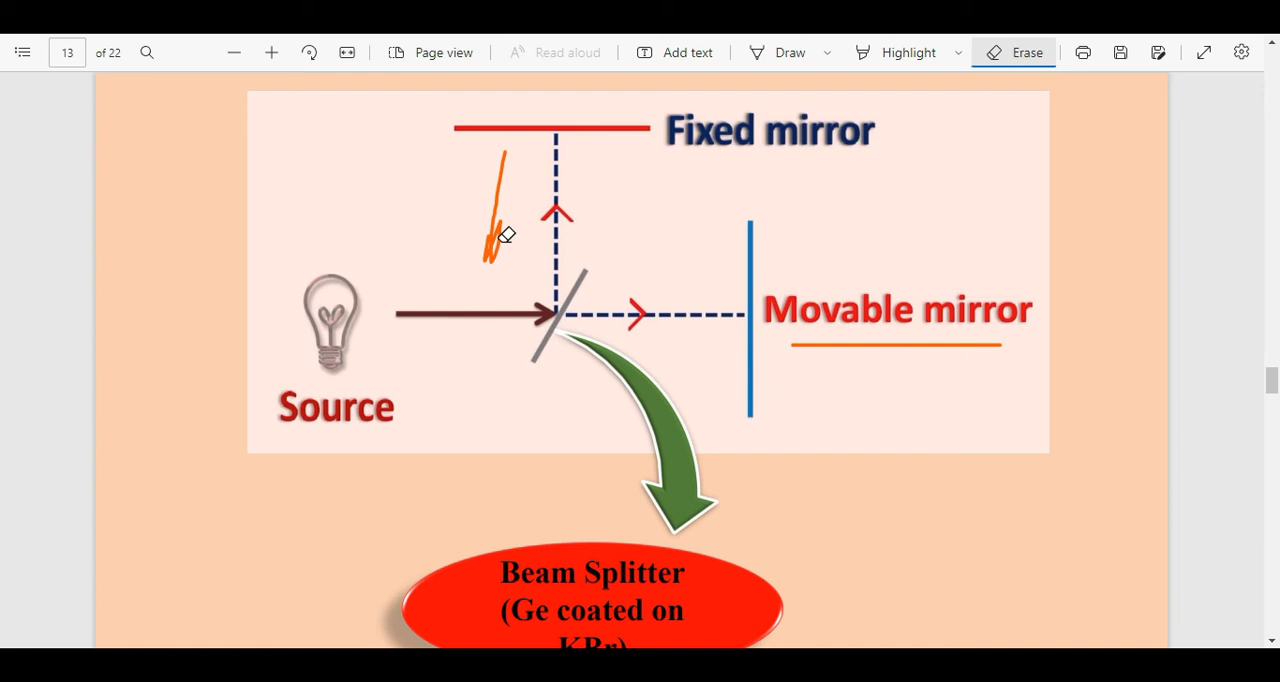 13 of 22 Page view Read aloud Add text Draw Highlight Erase
Fixed mirror
Movable mirror
Source
Beam Splitter
(Ge coated on
KBr)